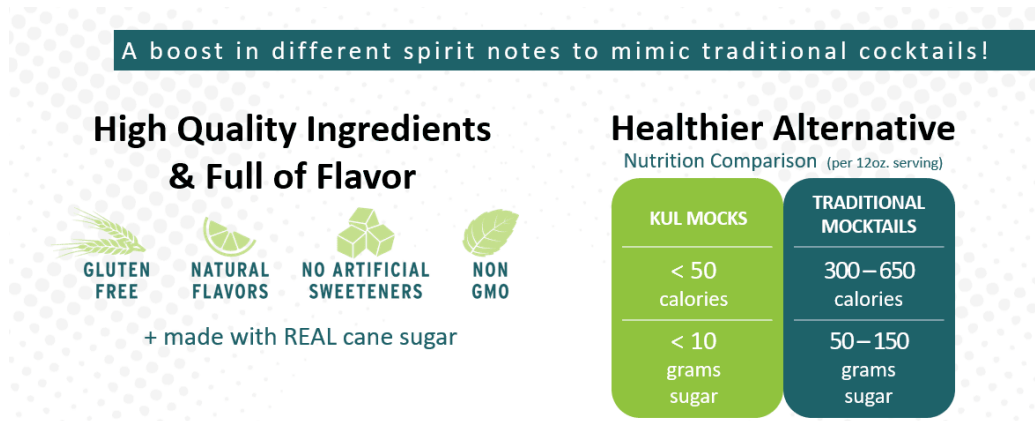 A boost in different spirit notes to mimic traditional cocktails!
High Quality Ingredients
& Full of Flavor
GLUTEN
FREE
NATURAL
FLAVORS
NO ARTIFICIAL
SWEETENERS
NON
GMO
+ made with REAL cane sugar
Healthier Alternative
Nutrition Comparison (per 12oz. serving)
KUL MOCKS
TRADITIONAL
MOCKTAILS
< 50
calories
300–650
calories
< 10
grams
sugar
50–150
grams
sugar